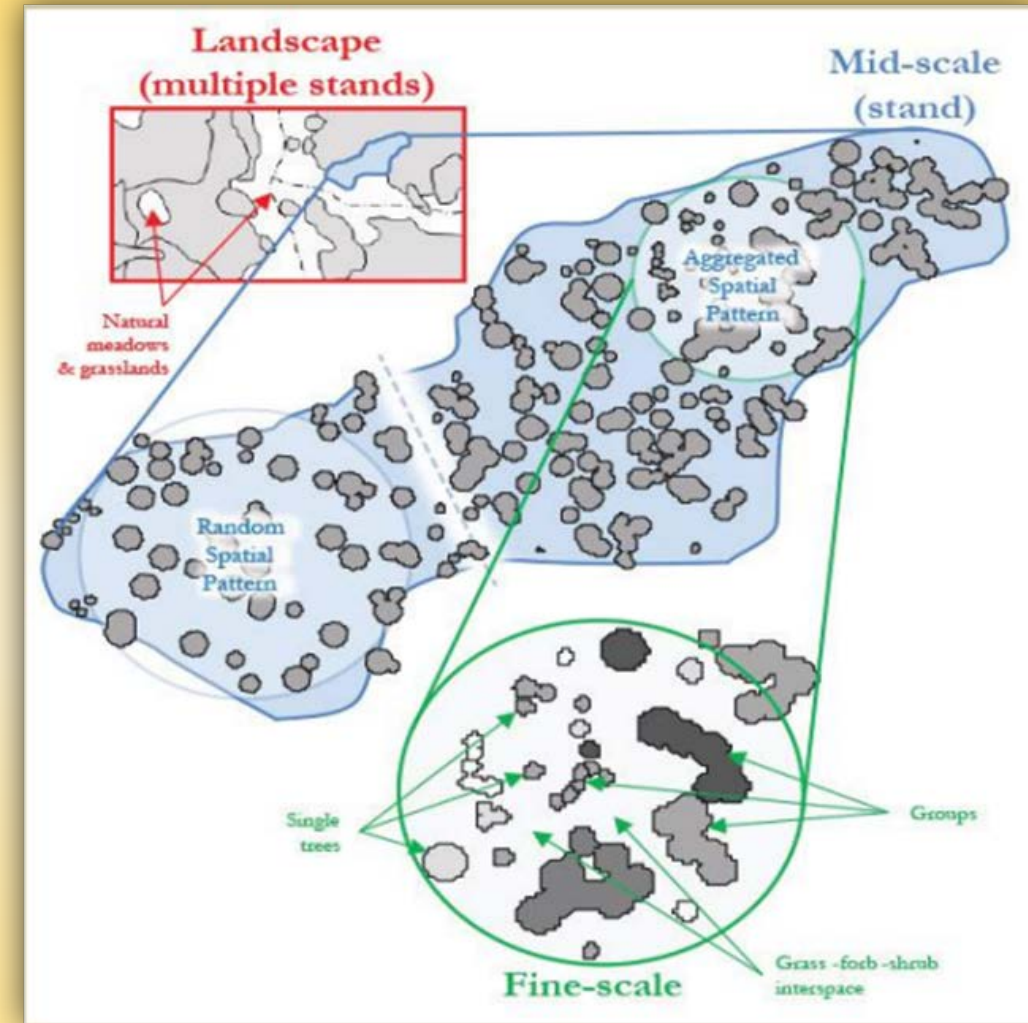 Landscape
(multiple stands)
Mid-scale
(stand)
Natural
meadows
& grasslands
Aggregated
Spatial
Pattern
Random
Spatial
Pattern
Single
trees
Groups
Grass -forb -shrub
interspace
Fine-scale